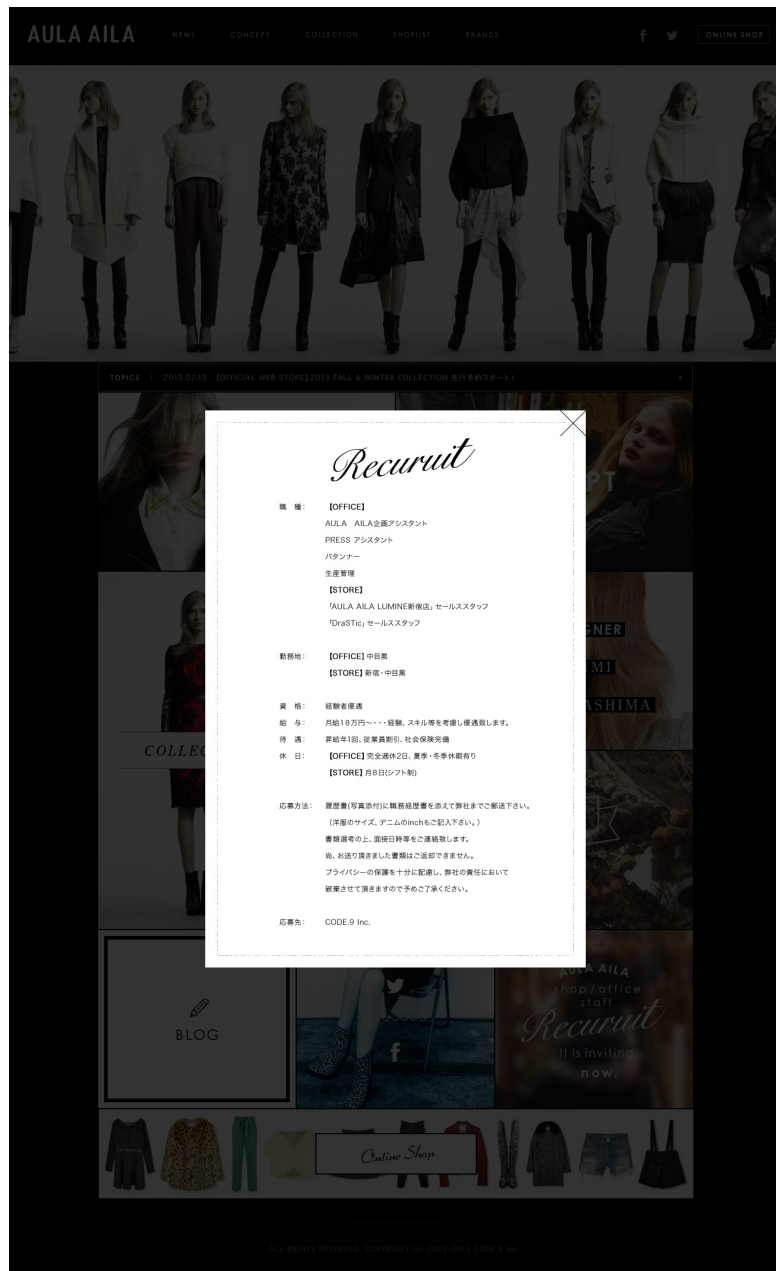 AULA AILA
NEWS CONCEPT COLLECTION SHOPLIST BRANDS
ONLINE SHOP
TOPICS | 2013.07.15 【OFFICIAL WEB STORE】2013 FALL & WINTER COLLECTION 先行予約スタート！
Recuruit
職　種： 【OFFICE】
AULA　AILA企画アシスタント
PRESS アシスタント
パタンナー
生産管理
【STORE】
「AULA AILA LUMINE新宿店」セールススタッフ
「DraSTic」セールススタッフ
勤務地： 【OFFICE】中目黒
【STORE】新宿・中目黒
資　格： 経験者優遇
給　与： 月給18万円〜・・・経験、スキル等を考慮し優遇致します。
待　遇： 昇給年1回、従業員割引、社会保険完備
休　日： 【OFFICE】完全週休2日、夏季・冬季休暇有り
【STORE】月8日(シフト制)
応募方法： 履歴書(写真添付)に職務経歴書を添えて弊社までご郵送下さい。
（洋服のサイズ、デニムのinchもご記入下さい。）
書類選考の上、面接日時等をご連絡致します。
尚、お送り頂きました書類はご返却できません。
プライバシーの保護を十分に配慮し、弊社の責任において
破棄させて頂きますので予めご了承ください。
応募先： CODE.9 Inc.
PT
GNER
MI
ASHIMA
COLLEC
BLOG
AULA AILA
shop/office
staff
Recuruit
It is inviting
now.
Online Shop
ALL RIGHTS RESERVED. COPYRIGHT (c) 2006-2013 CODE.9 Inc